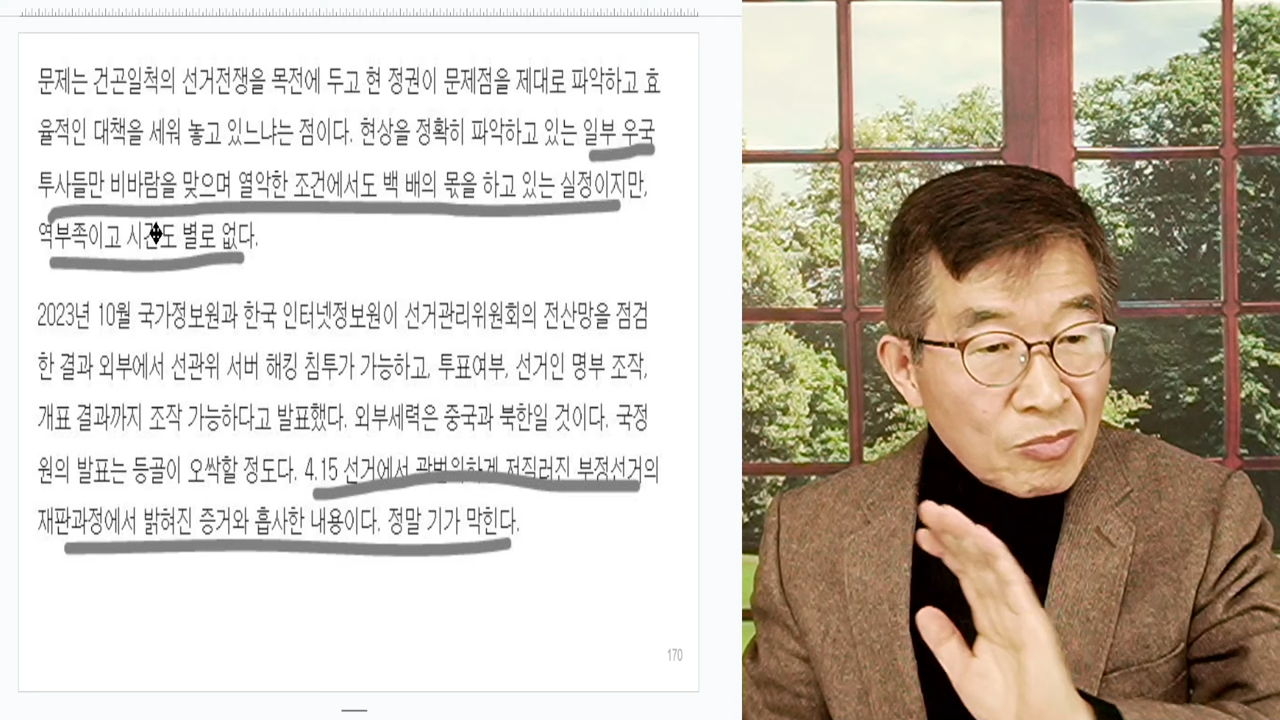 문제는 건곤일척의 선거전쟁을 목전에 두고 현 정권이 문제점을 제대로 파악하고 효
율적인 대책을 세워 놓고 있느냐는 점이다. 현상을 정확히 파악하고 있는 일부 우국
투사들만 비바람을 맞으며 열악한 조건에서도 백 배의 몫을 하고 있는 실정이지만,
역부족이고 시간도 별로 없다.
2023년 10월 국가정보원과 한국 인터넷정보원이 선거관리위원회의 전산망을 점검
한 결과 외부에서 선관위 서버 해킹 침투가 가능하고, 투표여부, 선거인 명부 조작,
개표 결과까지 조작 가능하다고 발표했다. 외부세력은 중국과 북한일 것이다. 국정
원의 발표는 등골이 오싹할 정도다. 4.15 선거에서 광범위하게 저질러진 부정선거의
재판과정에서 밝혀진 증거와 흡사한 내용이다. 정말 기가 막힌다.
170